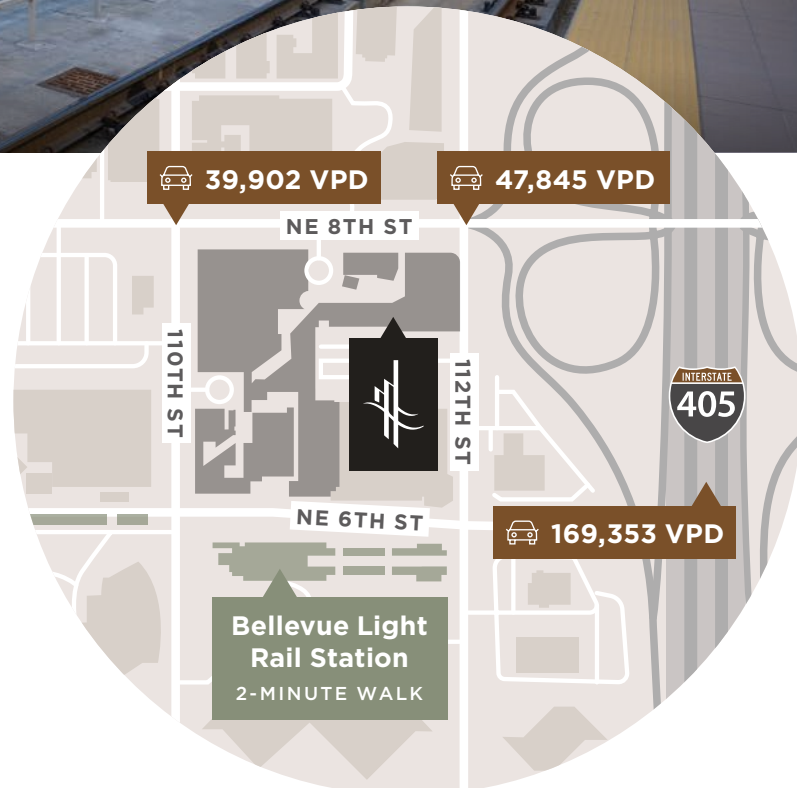 39,902 VPD
47,845 VPD
NE 8TH ST
110TH ST
112TH ST
INTERSTATE
405
NE 6TH ST
169,353 VPD
Bellevue Light
Rail Station
2-MINUTE WALK